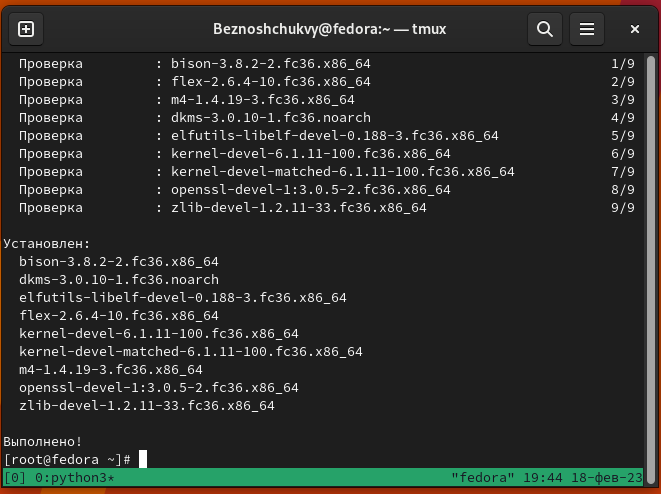 Beznoshchukvy@fedora:~ — tmux
Проверка : bison-3.8.2-2.fc36.x86_64 1/9
Проверка : flex-2.6.4-10.fc36.x86_64 2/9
Проверка : m4-1.4.19-3.fc36.x86_64 3/9
Проверка : dkms-3.0.10-1.fc36.noarch 4/9
Проверка : elfutils-libelf-devel-0.188-3.fc36.x86_64 5/9
Проверка : kernel-devel-6.1.11-100.fc36.x86_64 6/9
Проверка : kernel-devel-matched-6.1.11-100.fc36.x86_64 7/9
Проверка : openssl-devel-1:3.0.5-2.fc36.x86_64 8/9
Проверка : zlib-devel-1.2.11-33.fc36.x86_64 9/9
Установлен:
bison-3.8.2-2.fc36.x86_64
dkms-3.0.10-1.fc36.noarch
elfutils-libelf-devel-0.188-3.fc36.x86_64
flex-2.6.4-10.fc36.x86_64
kernel-devel-6.1.11-100.fc36.x86_64
kernel-devel-matched-6.1.11-100.fc36.x86_64
m4-1.4.19-3.fc36.x86_64
openssl-devel-1:3.0.5-2.fc36.x86_64
zlib-devel-1.2.11-33.fc36.x86_64
Выполнено!
[root@fedora ~]#
[0] 0:python3* "fedora" 19:44 18-фев-23